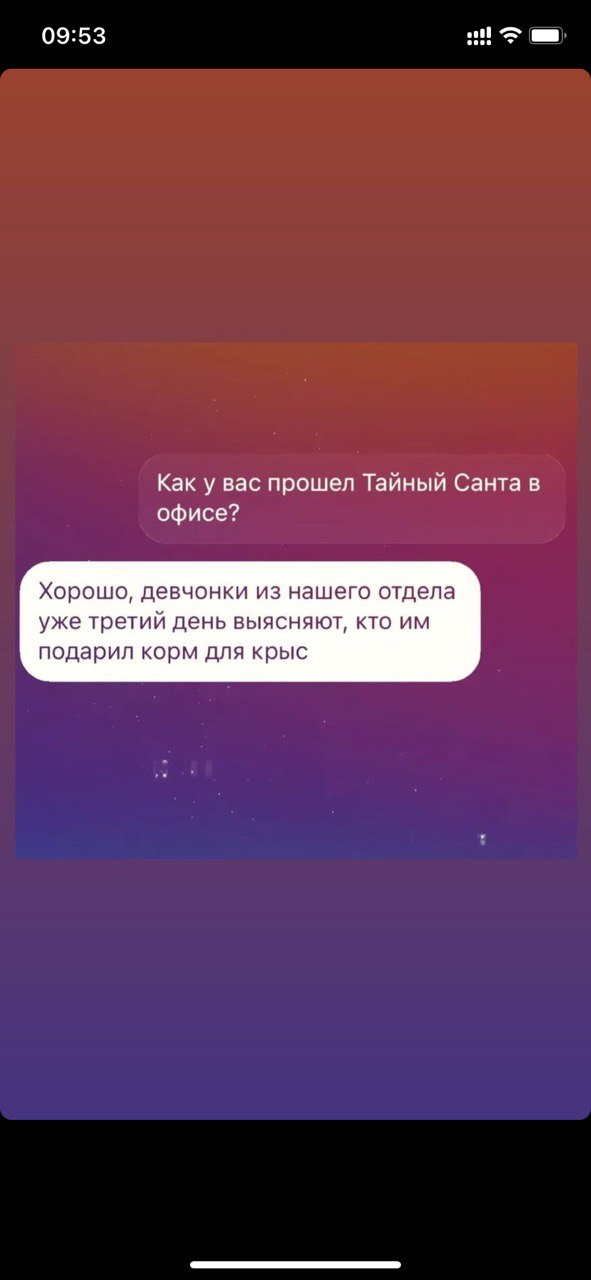 09:53
Как у вас прошел Тайный Санта в
офисе?
Хорошо, девчонки из нашего отдела
уже третий день выясняют, кто им
подарил корм для крыс